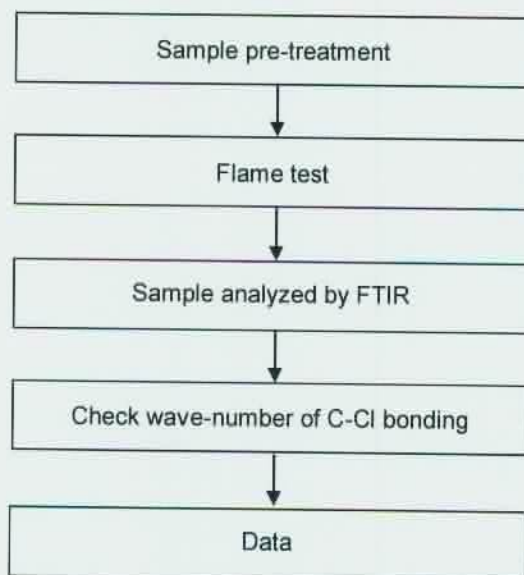 Sample pre-treatment
Flame test
Sample analyzed by FTIR
Check wave-number of C-Cl bonding
Data